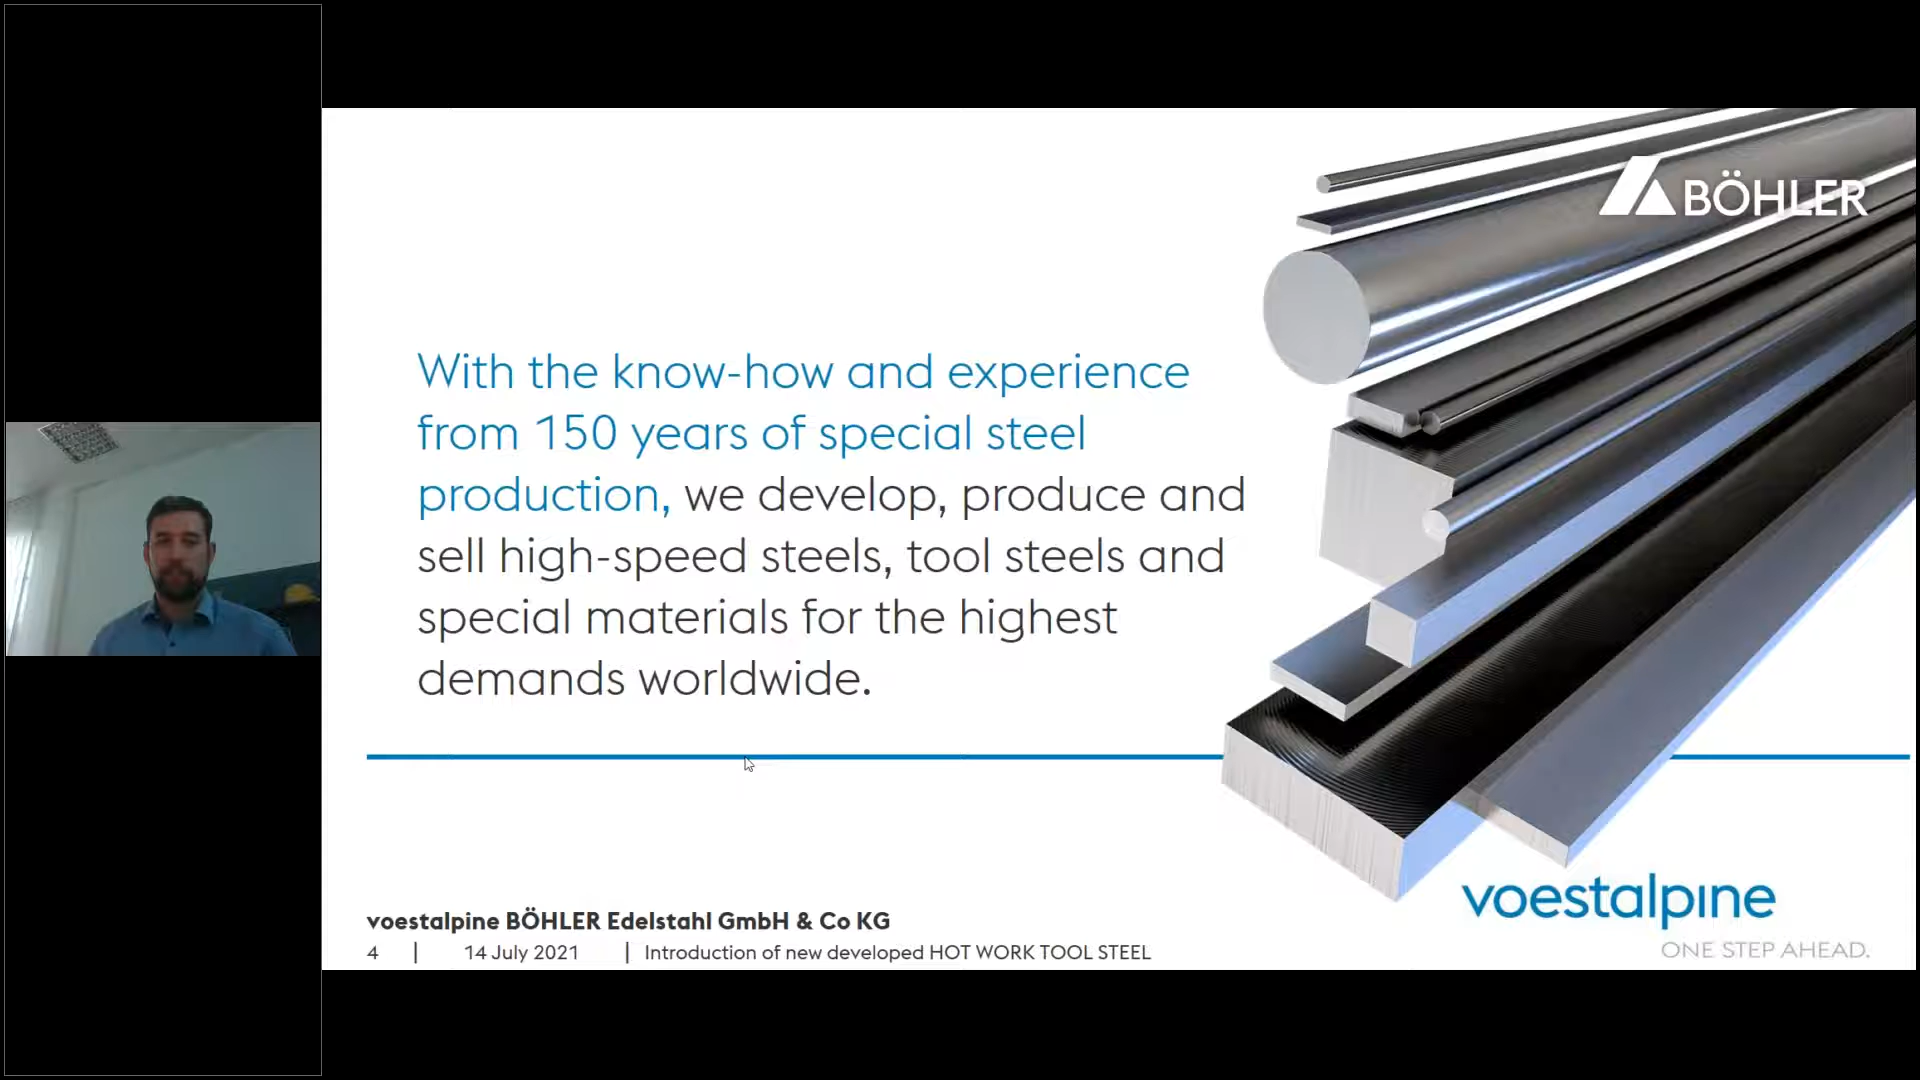 BÖHLER
With the know-how and experience
from 150 years of special steel
production, we develop, produce and
sell high-speed steels, tool steels and
special materials for the highest
demands worldwide.
voestalpine
ONE STEP AHEAD.
voestalpine BÖHLER Edelstahl GmbH & Co KG
4 | 14 July 2021 | Introduction of new developed HOT WORK TOOL STEEL